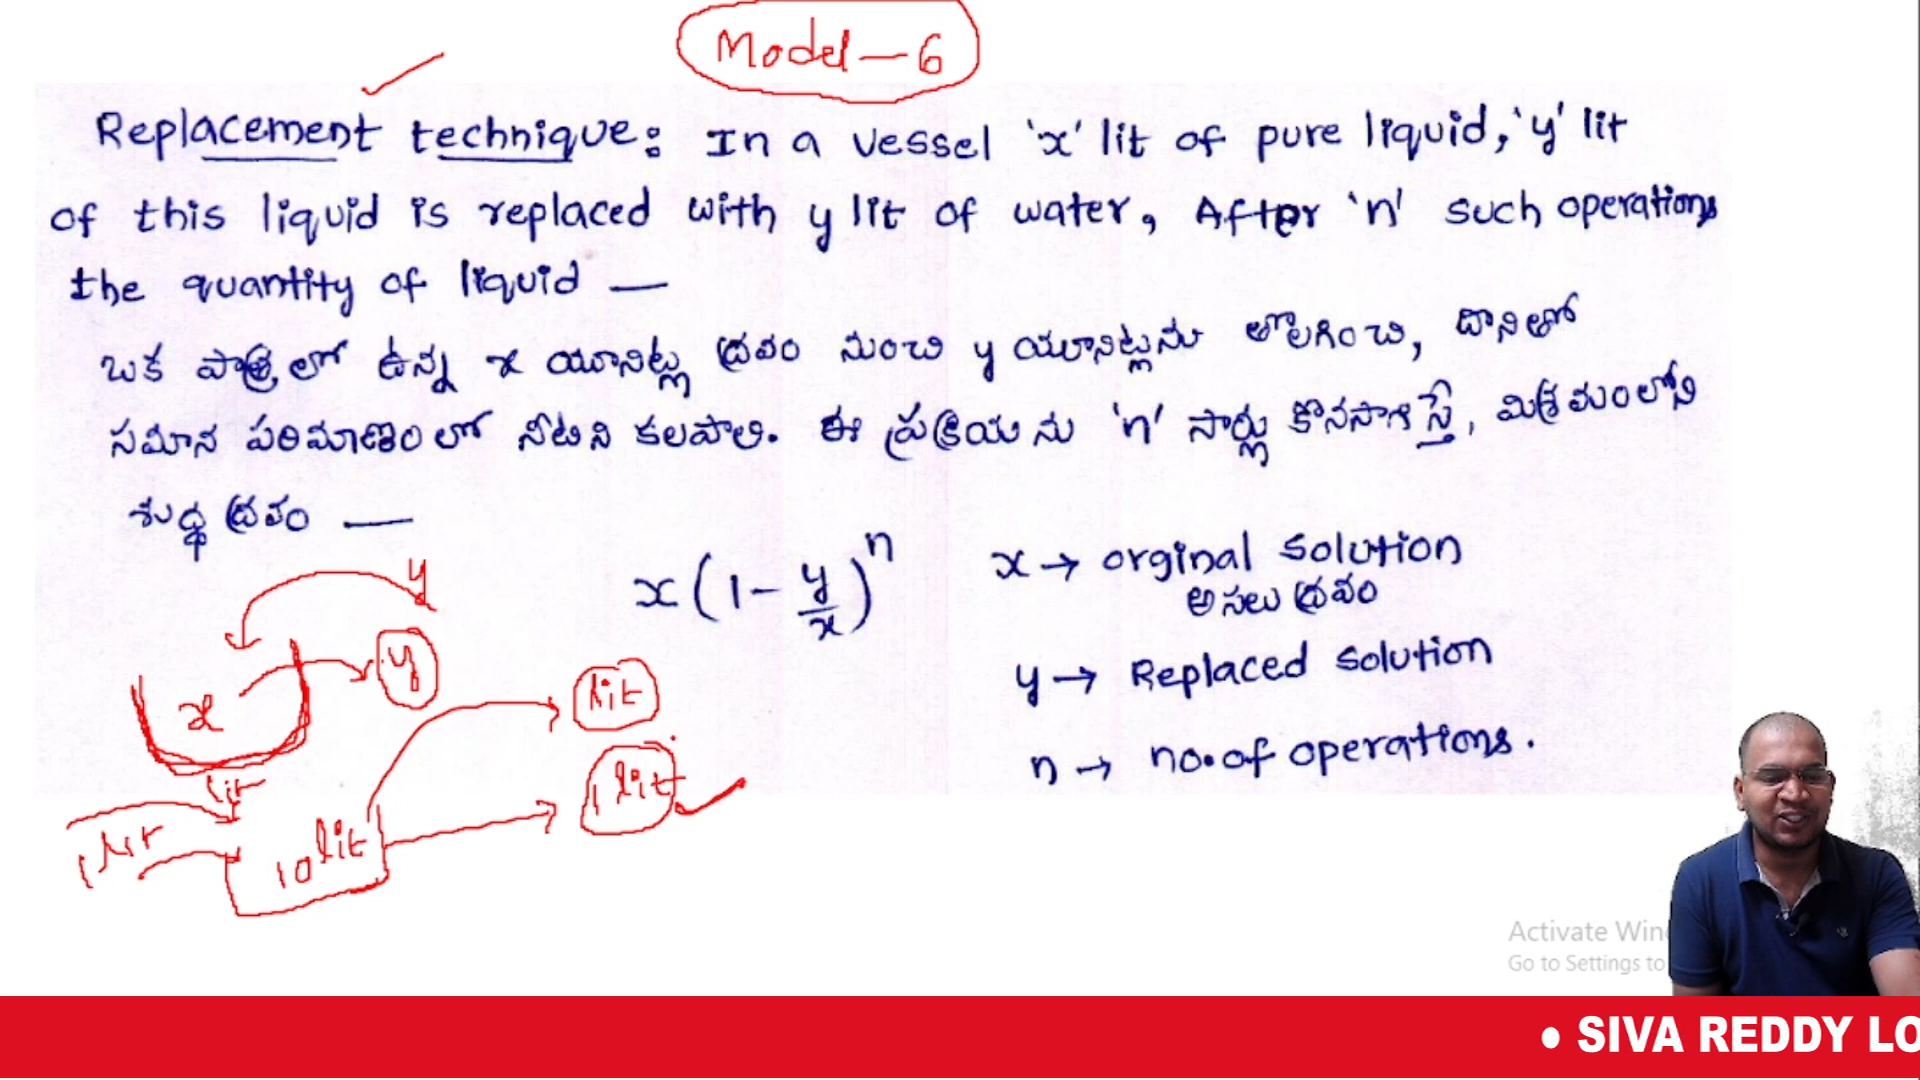 Model-6
Replacement technique: In a vessel 'x' lit of pure liquid, 'y' lit
of this liquid is replaced with y lit of water, After 'n' such operations
the quantity of liquid —
ఒక పాత్రలో ఉన్న x యూనిట్ల ద్రవం నుంచి y యూనిట్లను తొలగించి, దానితో
సమాన పరిమాణంలో నీటిని కలపాలి. ఈ ప్రక్రియను 'n' సార్లు కొనసాగిస్తే, మిశ్రమంలోని
శుద్ధ ద్రవం —
x(1-y/x)^n
x → orginal solution
అసలు ద్రవం
y → Replaced solution
n → no.of operations.
y
y
x
lit
1 lit
lit
1 lit
10 lit
Activate Win
Go to Settings to
• SIVA REDDY LO